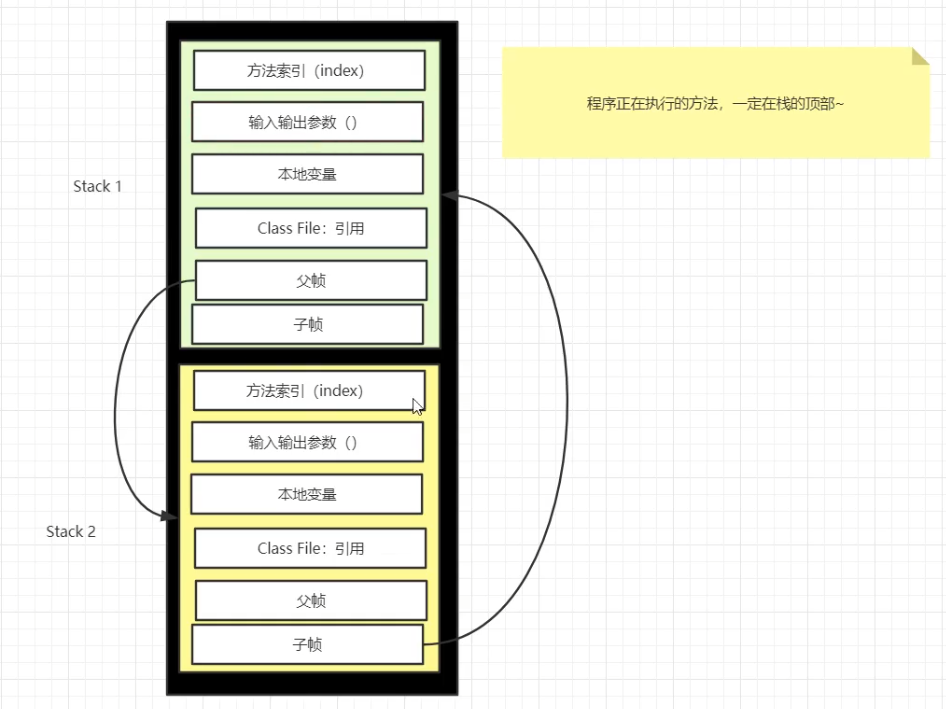 方法索引（index）
程序正在执行的方法，一定在栈的顶部~
输入输出参数（）
本地变量
Stack 1
Class File：引用
父帧
子帧
方法索引（index）
输入输出参数（）
本地变量
Stack 2
Class File：引用
父帧
子帧